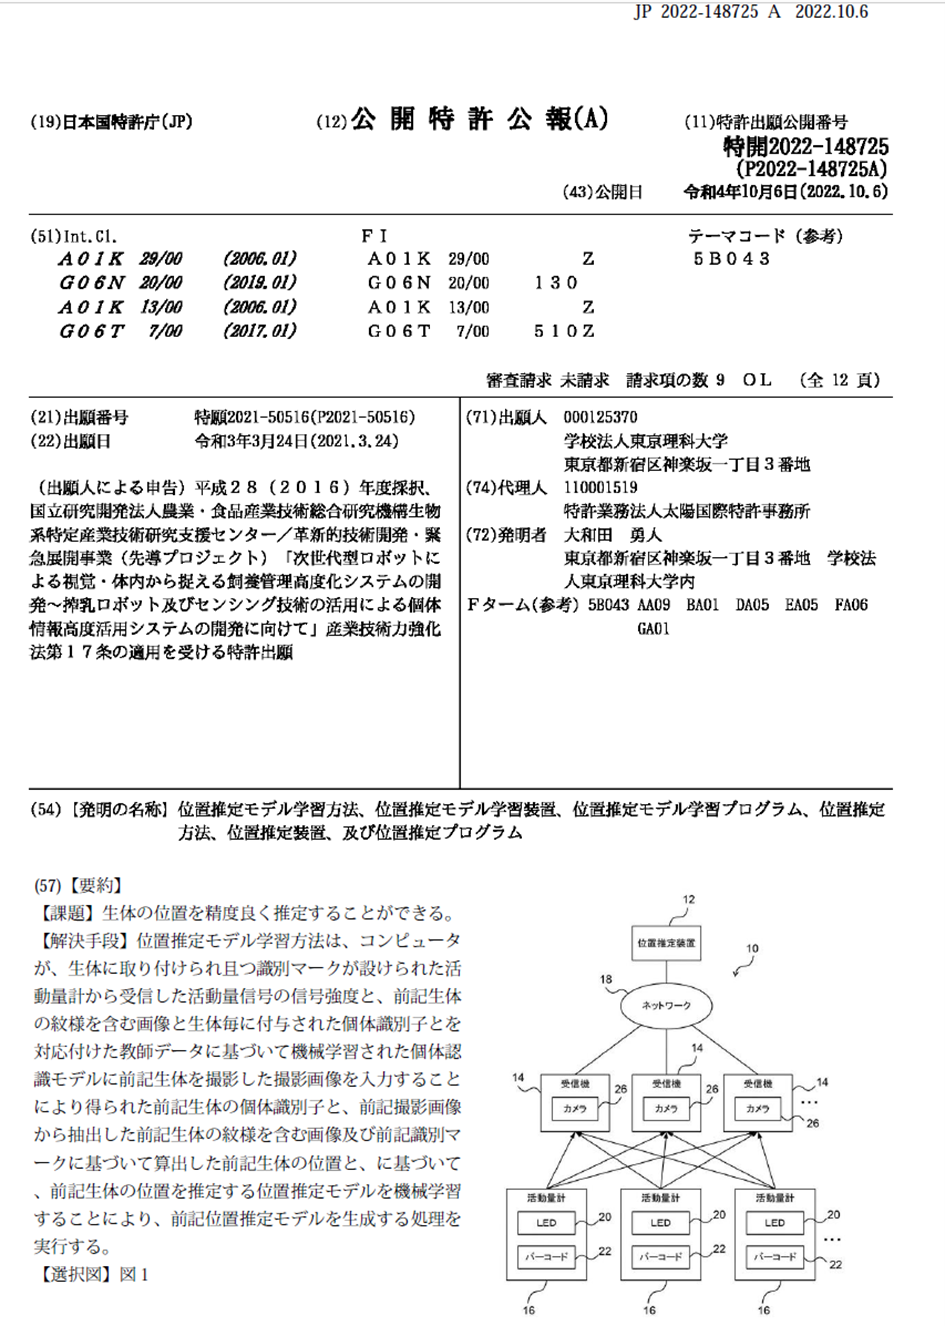 JP 2022-148725 A 2022.10.6
(19)日本国特許庁(JP)
(12)公開特許公報(A)
(11)特許出願公開番号
特開2022-148725
(P2022-148725A)
(43)公開日 令和4年10月6日(2022.10.6)
(51)Int.Cl. FI テーマコード(参考)
A01K 29/00 (2006.01) A01K 29/00 Z 5B043
G06N 20/00 (2019.01) G06N 20/00 130
A01K 13/00 (2006.01) A01K 13/00 Z
G06T 7/00 (2017.01) G06T 7/00 510Z
審査請求 未請求 請求項の数 9 OL (全 12 頁)
(21)出願番号 特願2021-50516(P2021-50516)
(22)出願日 令和3年3月24日(2021.3.24)
(出願人による申告)平成28(2016)年度採択、
国立研究開発法人農業・食品産業技術総合研究機構生物
系特定産業技術研究支援センター/革新的技術開発・緊
急展開事業(先導プロジェクト)「次世代型ロボットに
よる視覚・体内から捉える飼養管理高度化システムの開
発~搾乳ロボット及びセンシング技術の活用による個体
情報高度活用システムの開発に向けて」産業技術力強化
法第17条の適用を受ける特許出願
(71)出願人 000125370
学校法人東京理科大学
東京都新宿区神楽坂一丁目3番地
(74)代理人 110001519
特許業務法人太陽国際特許事務所
(72)発明者 大和田 勇人
東京都新宿区神楽坂一丁目3番地 学校法
人東京理科大学内
Fターム(参考) 5B043 AA09 BA01 DA05 EA05 FA06
GA01
(54)【発明の名称】位置推定モデル学習方法、位置推定モデル学習装置、位置推定モデル学習プログラム、位置推定
方法、位置推定装置、及び位置推定プログラム
(57)【要約】
【課題】生体の位置を精度良く推定することができる。
【解決手段】位置推定モデル学習方法は、コンピュータ
が、生体に取り付けられ且つ識別マークが設けられた活
動量計から受信した活動量信号の信号強度と、前記生体
の紋様を含む画像と生体毎に付与された個体識別子とを
対応付けた教師データに基づいて機械学習された個体認
識モデルに前記生体を撮影した撮影画像を入力すること
により得られた前記生体の個体識別子と、前記撮影画像
から抽出した前記生体の紋様を含む画像及び前記識別マ
ークに基づいて算出した前記生体の位置と、に基づいて
、前記生体の位置を推定する位置推定モデルを機械学習
することにより、前記位置推定モデルを生成する処理を
実行する。
【選択図】図1
12
位置推定装置
10
18
ネットワーク
14
14 受信機 26 受信機 26 受信機 14
カメラ カメラ カメラ ...
26
活動量計 活動量計 活動量計
LED 20 LED 20 LED 20
...
バーコード 22 バーコード 22 バーコード 22
16 16 16